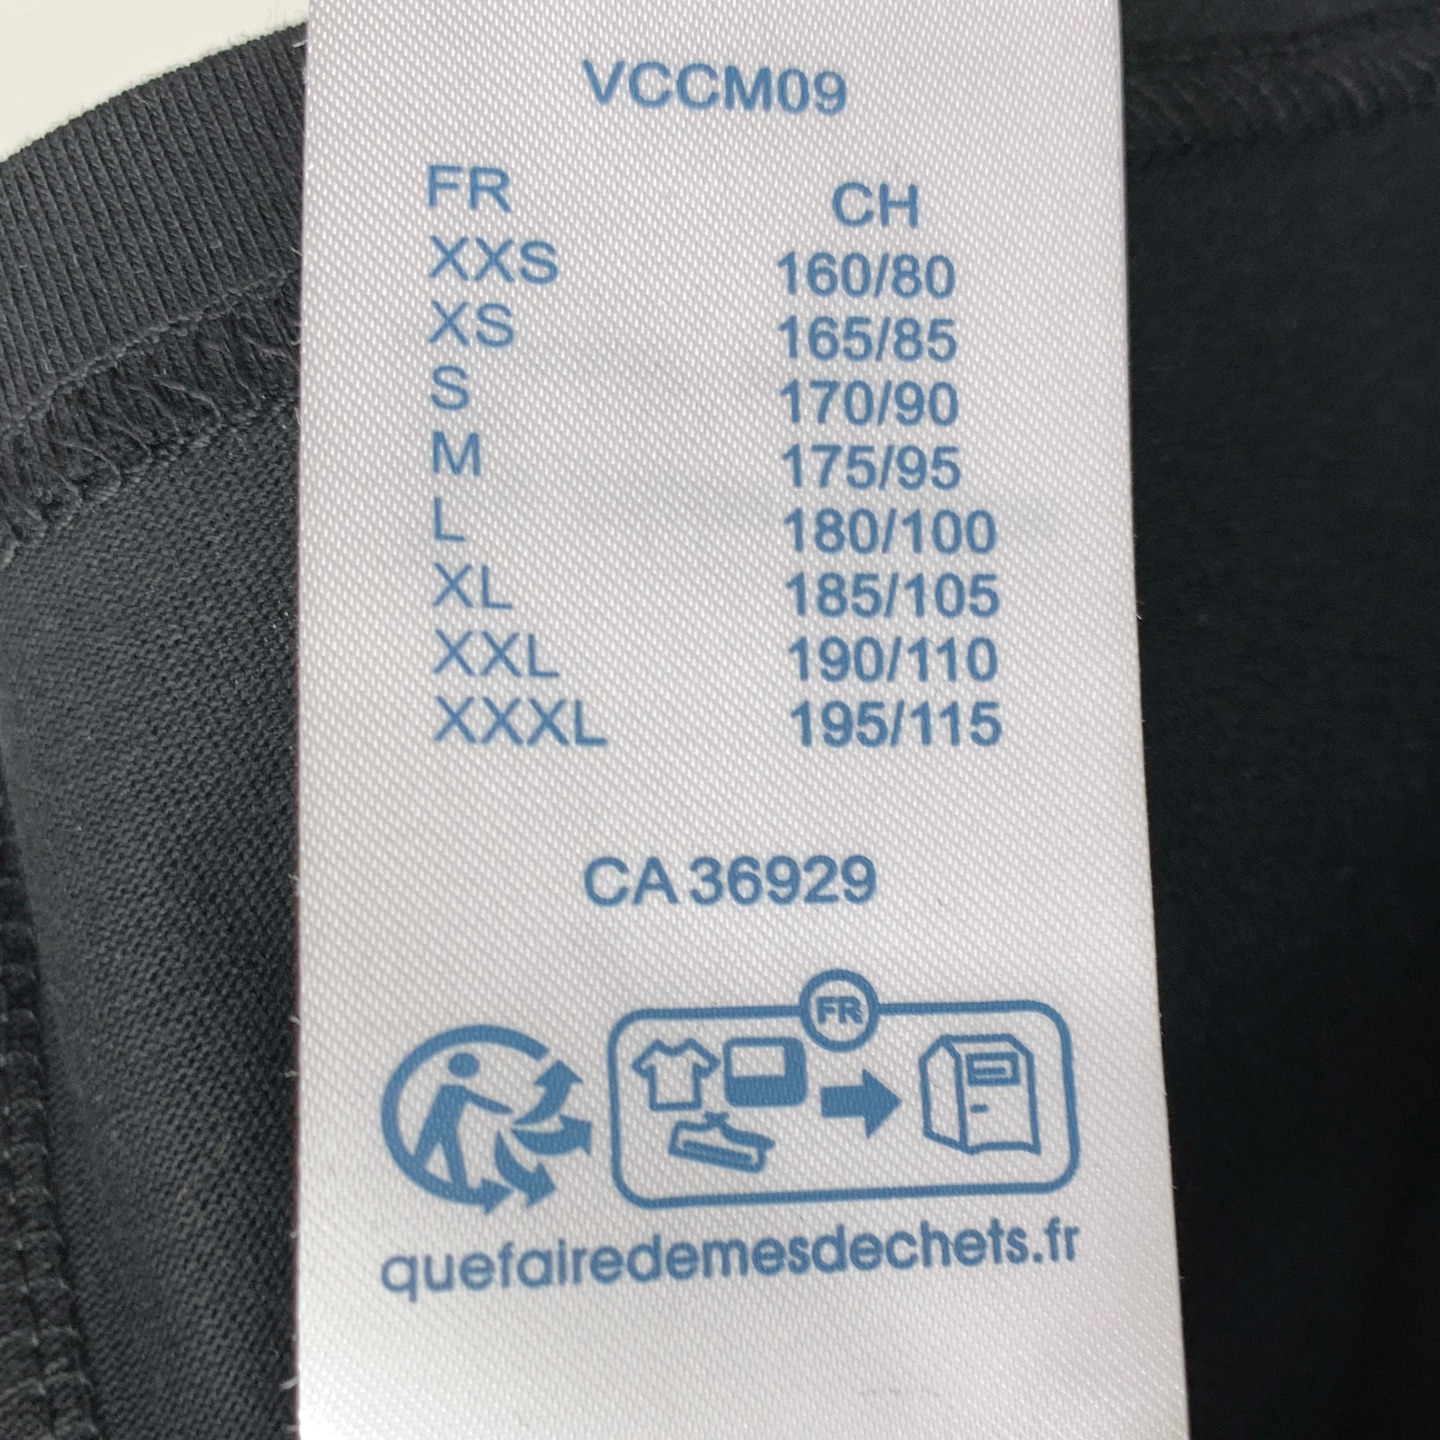 VCCM09
FR CH
XXS 160/80
XS 165/85
S 170/90
M 175/95
L 180/100
XL 185/105
XXL 190/110
XXXL 195/115
CA 36929
FR
quefairedemesdechets.fr